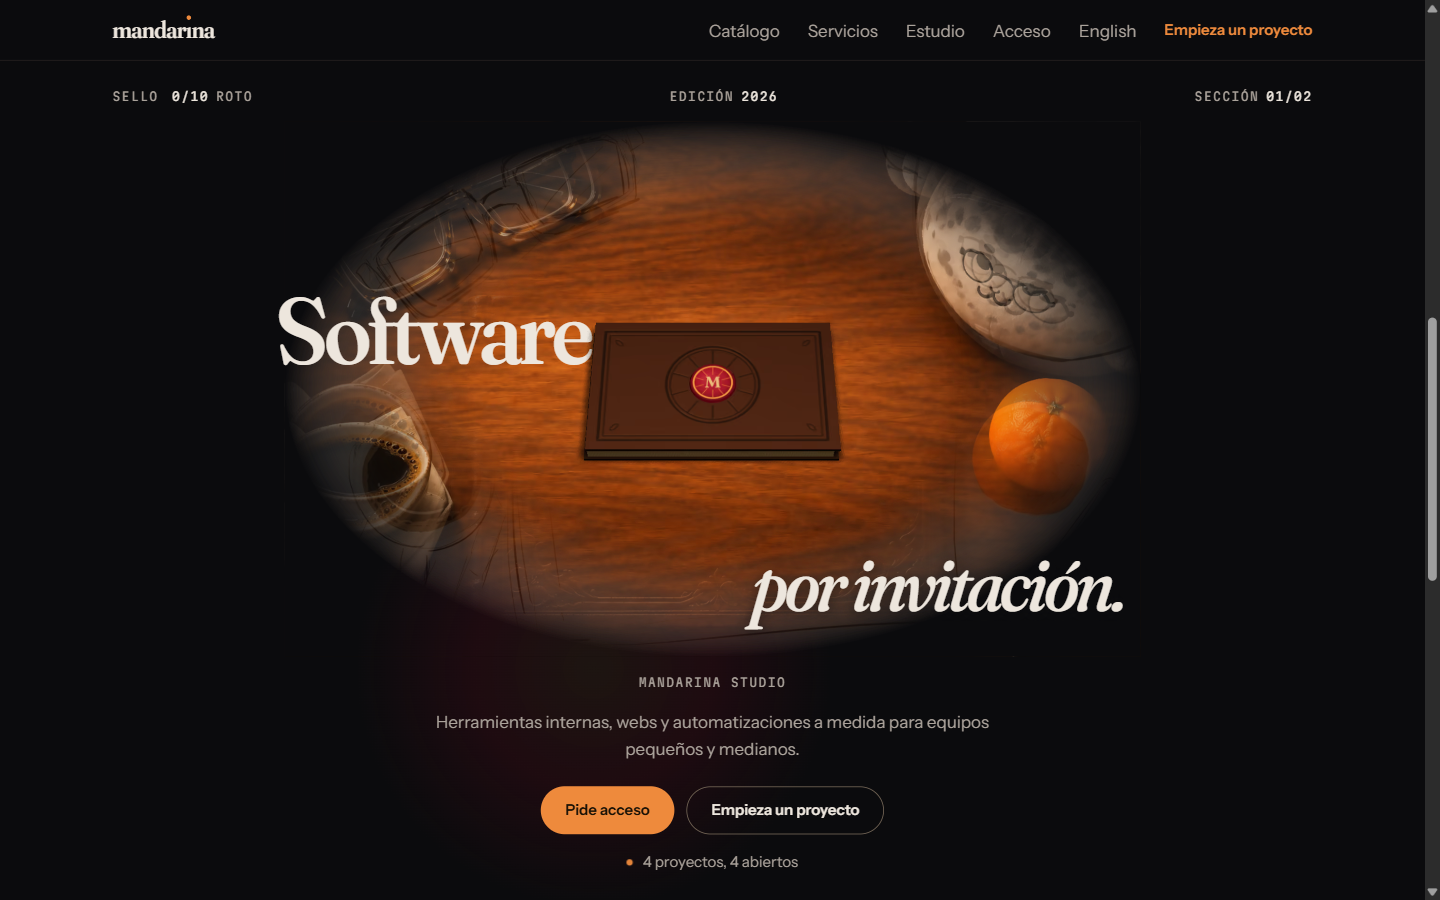 mandarina
Catálogo Servicios Estudio Acceso English Empieza un proyecto
SELLO 0/10 ROTO
EDICIÓN 2026
SECCIÓN 01/02
Software
M
por invitación.
MANDARINA STUDIO
Herramientas internas, webs y automatizaciones a medida para equipos
pequeños y medianos.
Pide acceso
Empieza un proyecto
4 proyectos, 4 abiertos